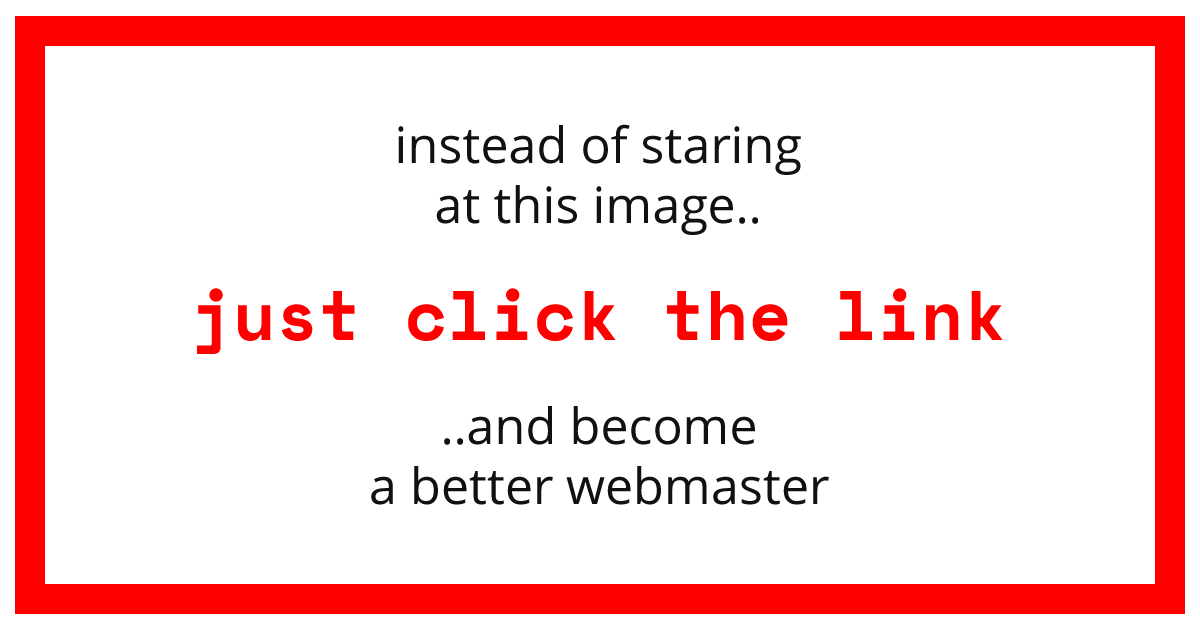 instead of staring
at this image..
just click the link
..and become
a better webmaster